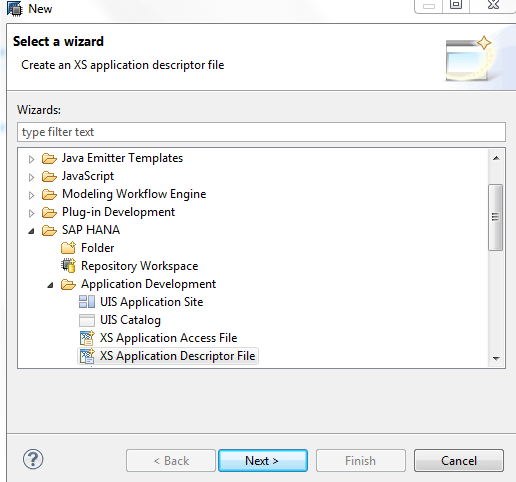 New
Select a wizard
Create an XS application descriptor file
Wizards:
type filter text
Java Emitter Templates
JavaScript
Modeling Workflow Engine
Plug-in Development
SAP HANA
Folder
Repository Workspace
Application Development
UIS Application Site
UIS Catalog
XS Application Access File
XS Application Descriptor File
?
< Back
Next >
Finish
Cancel